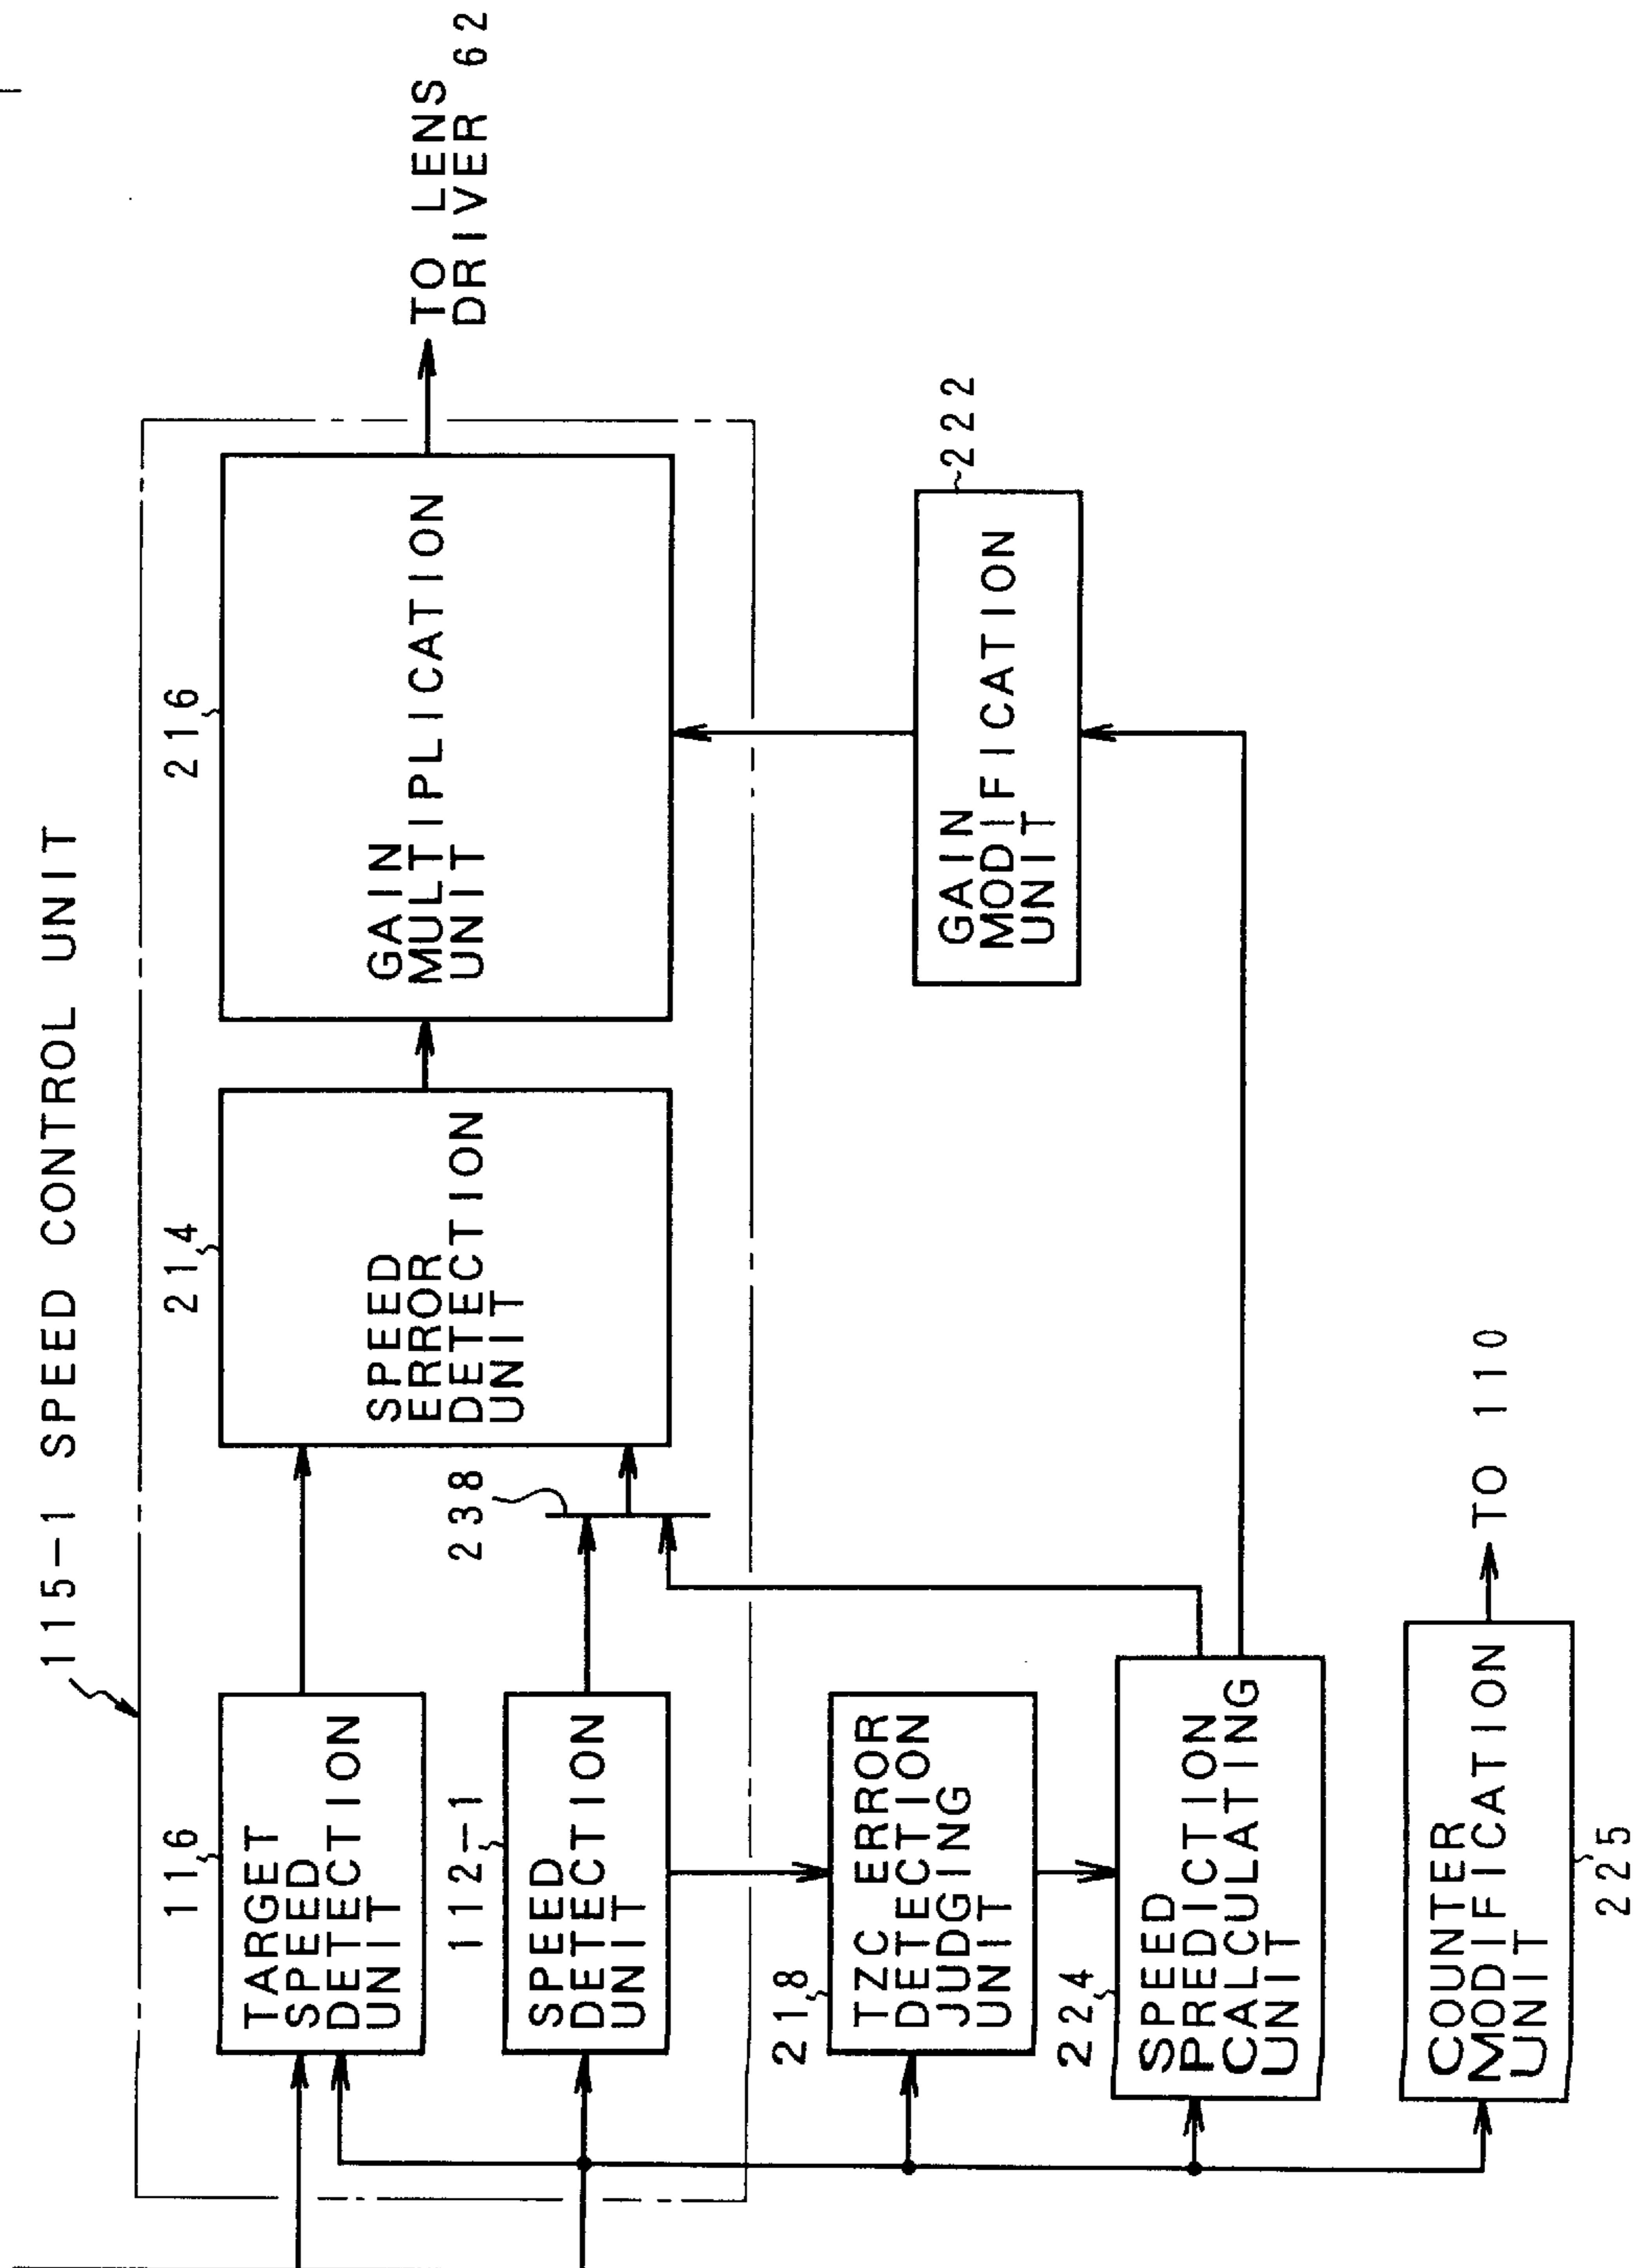 115-1 SPEED CONTROL UNIT
116
TARGET
SPEED
DETECTION
UNIT
214
SPEED
ERROR
DETECTION
UNIT
216
GAIN
MULTIPLICATION
UNIT
TO LENS
DRIVER 62
112-1
SPEED
DETECTION
UNIT
238
218
TZC ERROR
DETECTION
JUDGING
UNIT
222
GAIN
MODIFICATION
UNIT
224
SPEED
PREDICTION
CALCULATING
UNIT
COUNTER
MODIFICATION
UNIT
225
TO 110